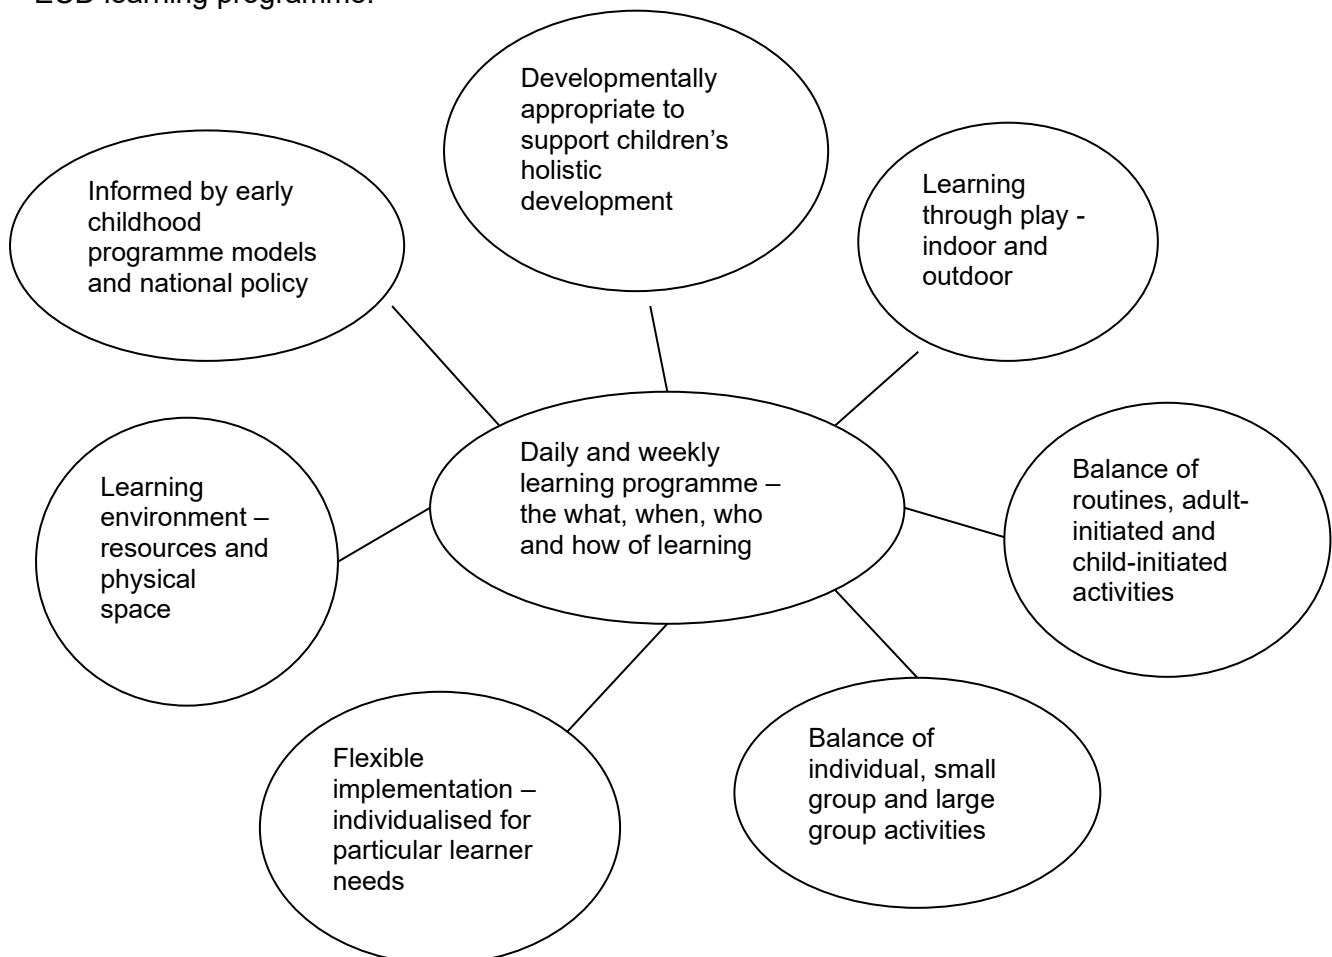 ECD learning programme.
Developmentally
appropriate to
support children's
holistic
development
Informed by early
childhood
programme models
and national policy
Learning
through play -
indoor and
outdoor
Daily and weekly
learning programme –
the what, when, who
and how of learning
Balance of
routines, adult-
initiated and
child-initiated
activities
Learning
environment –
resources and
physical
space
Flexible
implementation –
individualised for
particular learner
needs
Balance of
individual, small
group and large
group activities